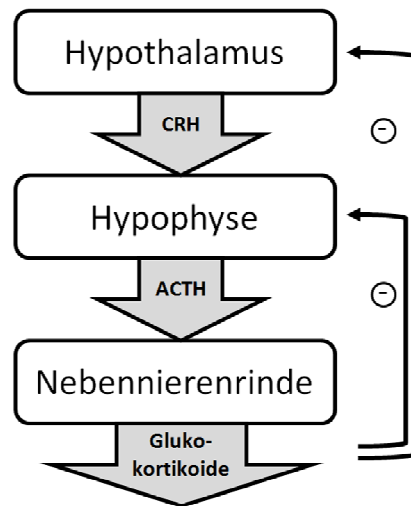 Hypothalamus
CRH
−
Hypophyse
ACTH
−
Nebennierenrinde
Gluko-
kortikoide